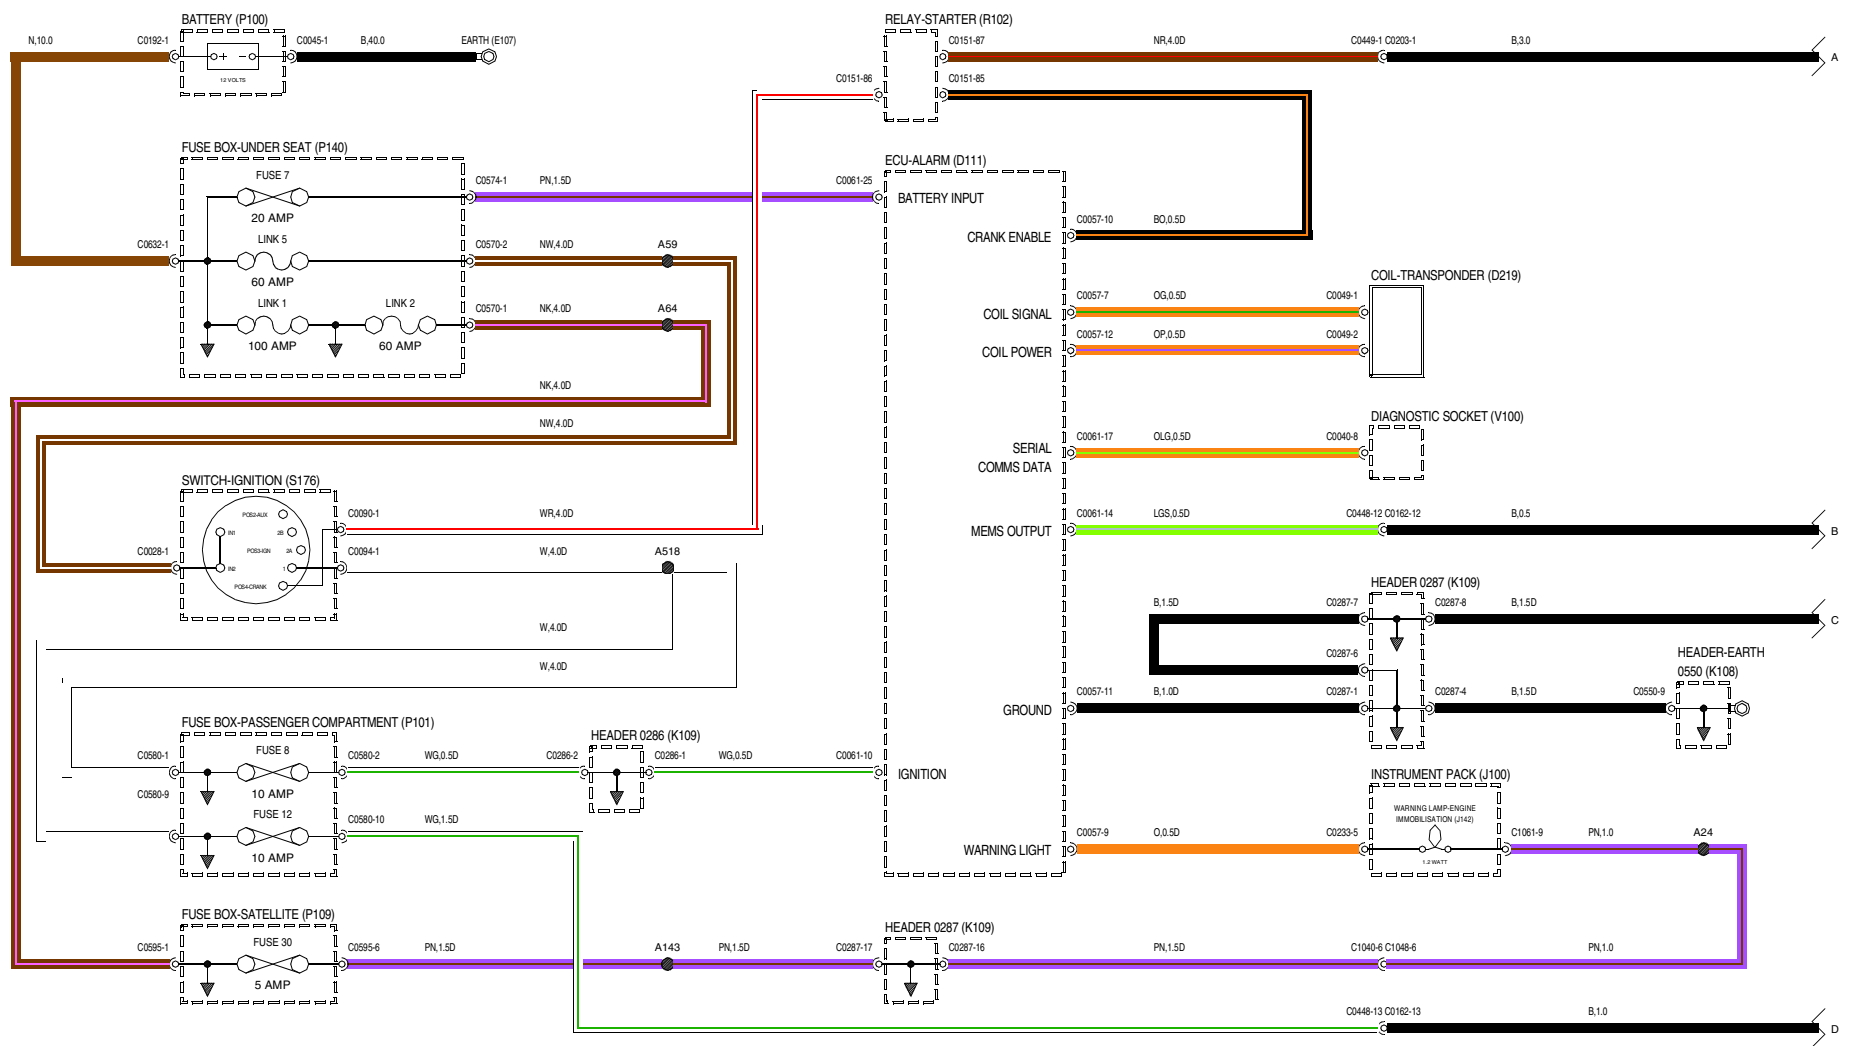 BATTERY (P100)
N,10.0
C0192-1
C0045-1
B,40.0
EARTH (E107)
12 VOLTS
RELAY-STARTER (R102)
C0151-87
NR,4.0D
C0449-1 C0203-1
B,3.0
A
C0151-86
C0151-85
FUSE BOX-UNDER SEAT (P140)
FUSE 7
20 AMP
C0574-1
PN,1.5D
C0061-25
C0632-1
LINK 5
60 AMP
C0570-2
NW,4.0D
A59
LINK 1
100 AMP
LINK 2
60 AMP
C0570-1
NK,4.0D
A64
NK,4.0D
NW,4.0D
ECU-ALARM (D111)
BATTERY INPUT
CRANK ENABLE
C0057-10
BO,0.5D
COIL-TRANSPONDER (D219)
COIL SIGNAL
C0057-7
OG,0.5D
C0049-1
COIL POWER
C0057-12
OP,0.5D
C0049-2
DIAGNOSTIC SOCKET (V100)
SERIAL
COMMS DATA
C0061-17
OLG,0.5D
C0040-8
SWITCH-IGNITION (S176)
POS2-AUX
IN1
2B
POS3-IGN
2A
IN2
1
POS4-CRANK
C0028-1
C0090-1
WR,4.0D
C0094-1
W,4.0D
A518
W,4.0D
W,4.0D
MEMS OUTPUT
C0061-14
LGS,0.5D
C0448-12 C0162-12
B,0.5
B
HEADER 0287 (K109)
B,1.5D
C0287-7
C0287-8
B,1.5D
C
C0287-6
HEADER-EARTH
0550 (K108)
GROUND
C0057-11
B,1.0D
C0287-1
C0287-4
B,1.5D
C0550-9
FUSE BOX-PASSENGER COMPARTMENT (P101)
C0580-1
FUSE 8
10 AMP
C0580-2
WG,0.5D
C0286-2
HEADER 0286 (K109)
C0286-1
WG,0.5D
C0061-10
IGNITION
C0580-9
FUSE 12
10 AMP
C0580-10
WG,1.5D
INSTRUMENT PACK (J100)
WARNING LAMP-ENGINE
IMMOBILISATION (J142)
1.2 WATT
WARNING LIGHT
C0057-9
O,0.5D
C0233-5
C1061-9
PN,1.0
A24
FUSE BOX-SATELLITE (P109)
C0595-1
FUSE 30
5 AMP
C0595-6
PN,1.5D
A143
PN,1.5D
C0287-17
HEADER 0287 (K109)
C0287-16
PN,1.5D
C1040-6 C1048-6
PN,1.0
C0448-13 C0162-13
B,1.0
D